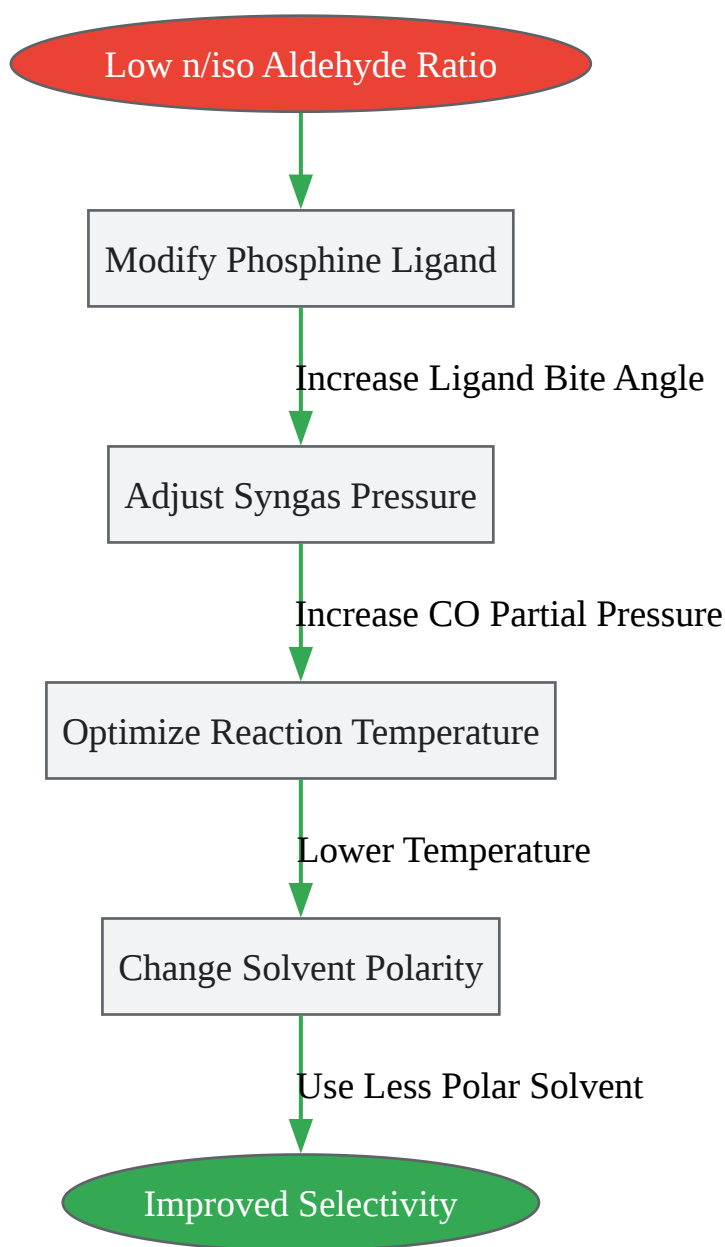 Low n/iso Aldehyde Ratio
Modify Phosphine Ligand
Increase Ligand Bite Angle
Adjust Syngas Pressure
Increase CO Partial Pressure
Optimize Reaction Temperature
Lower Temperature
Change Solvent Polarity
Use Less Polar Solvent
Improved Selectivity